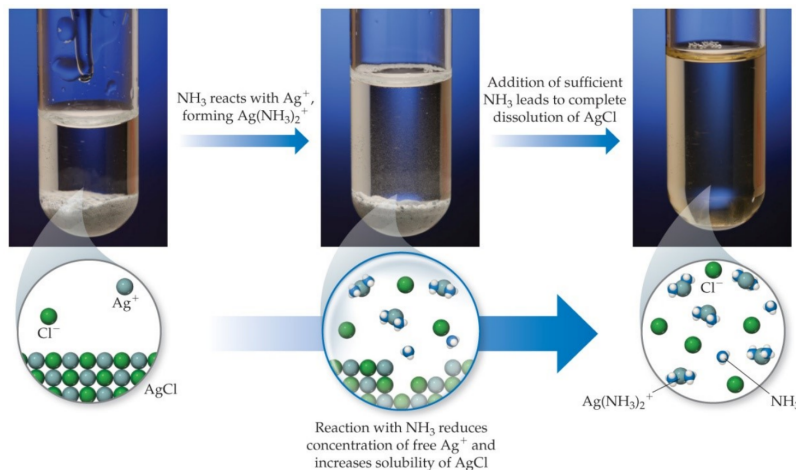 NH₃ reacts with Ag⁺,
forming Ag(NH₃)₂⁺
Addition of sufficient
NH₃ leads to complete
dissolution of AgCl
Ag⁺
Cl⁻
AgCl
Reaction with NH₃ reduces
concentration of free Ag⁺ and
increases solubility of AgCl
Cl⁻
Ag(NH₃)₂⁺
NH₃